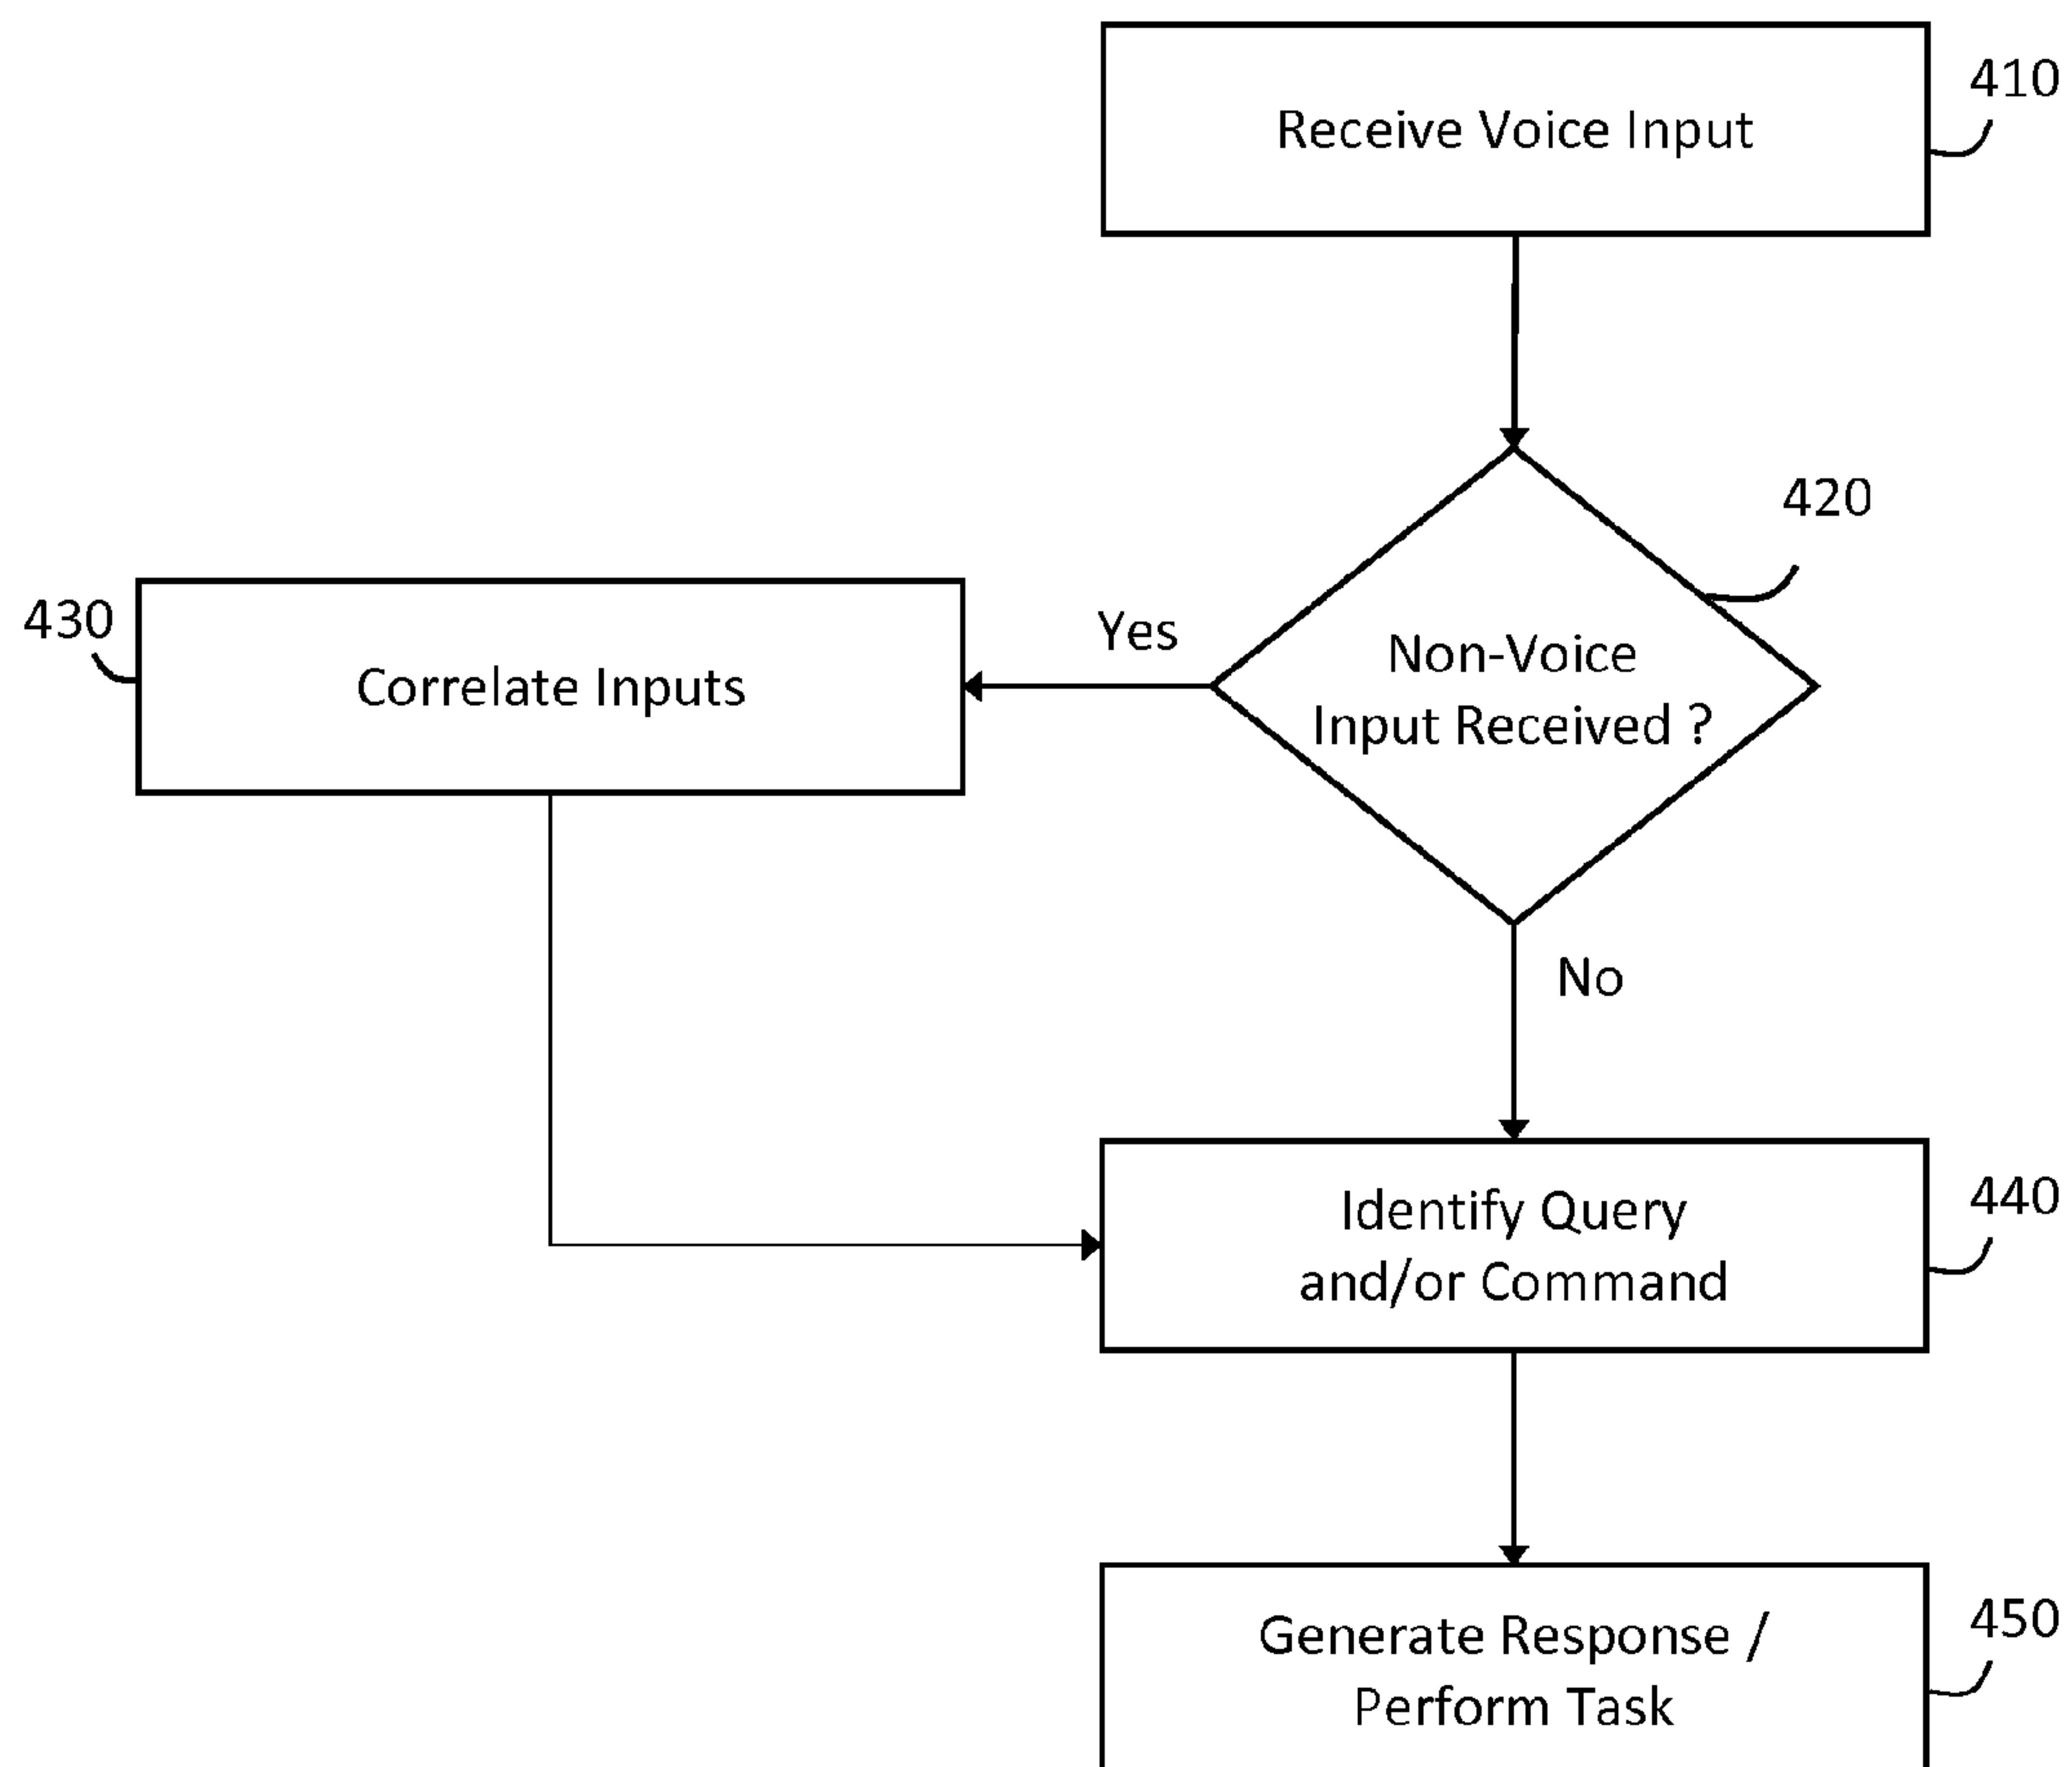 Receive Voice Input
410
420
Non-Voice
Input Received ?
Yes
430
Correlate Inputs
No
Identify Query
and/or Command
440
Generate Response /
Perform Task
450